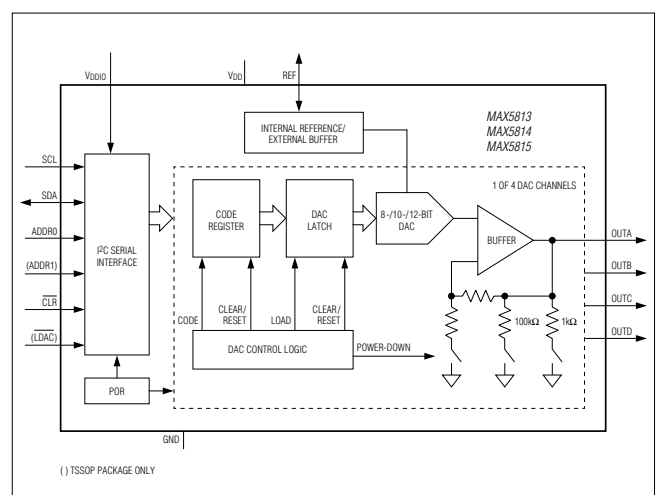 VDDIO
VDD
REF
INTERNAL REFERENCE/
EXTERNAL BUFFER
MAX5813
MAX5814
MAX5815
SCL
SDA
ADDR0
(ADDR1)
CLR
(LDAC)
I2C SERIAL
INTERFACE
1 OF 4 DAC CHANNELS
CODE
REGISTER
DAC
LATCH
8-/10-/12-BIT
DAC
BUFFER
OUTA
OUTB
OUTC
OUTD
CODE
CLEAR/
RESET
LOAD
CLEAR/
RESET
100kΩ
1kΩ
DAC CONTROL LOGIC
POWER-DOWN
POR
GND
( ) TSSOP PACKAGE ONLY